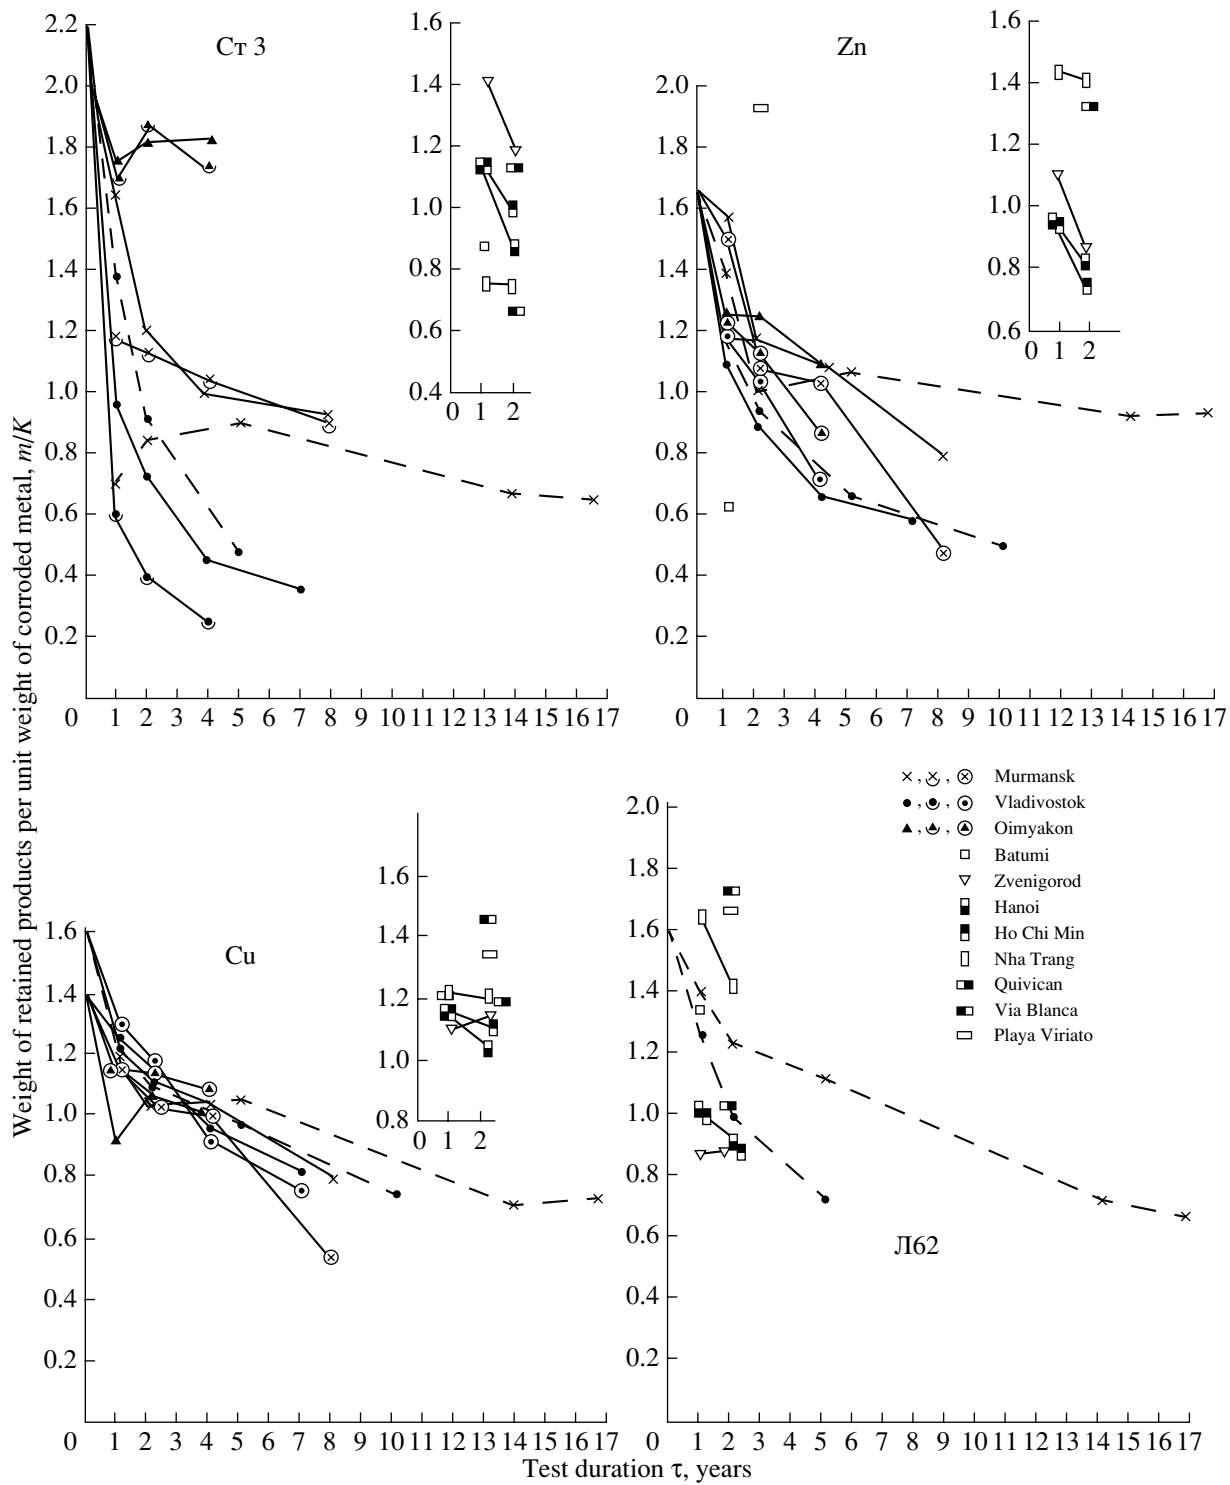 Weight of retained products per unit weight of corroded metal, m/K
Ст 3
2.2
2.0
1.8
1.6
1.4
1.2
1.0
0.8
0.6
0.4
0.2
0 1 2 3 4 5 6 7 8 9 10 11 12 13 14 15 16 17
1.6
1.4
1.2
1.0
0.8
0.6
0.4
0 1 2
Zn
2.0
1.8
1.6
1.4
1.2
1.0
0.8
0.6
0.4
0.2
0 1 2 3 4 5 6 7 8 9 10 11 12 13 14 15 16 17
1.6
1.4
1.2
1.0
0.8
0.6
0 1 2
Cu
1.6
1.4
1.2
1.0
0.8
0.6
0.4
0.2
0 1 2 3 4 5 6 7 8 9 10 11 12 13 14 15 16 17
1.6
1.4
1.2
1.0
0.8
0 1 2
Л62
2.0
1.8
1.6
1.4
1.2
1.0
0.8
0.6
0.4
0.2
0 1 2 3 4 5 6 7 8 9 10 11 12 13 14 15 16 17
Murmansk
Vladivostok
Oimyakon
Batumi
Zvenigorod
Hanoi
Ho Chi Min
Nha Trang
Quivican
Via Blanca
Playa Viriato
Test duration τ, years